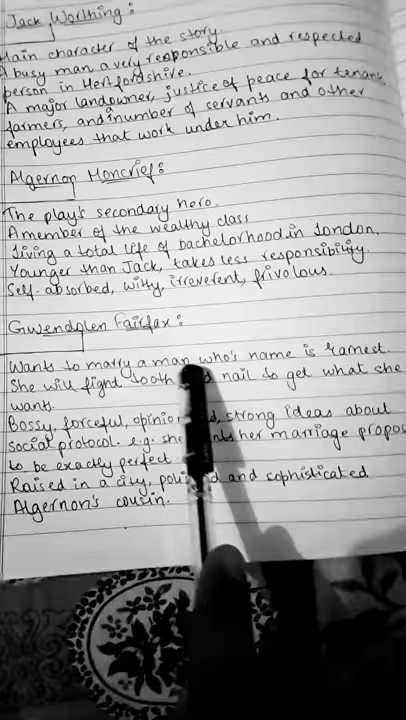 Jack Worthing:
Main character of the story.
A busy man a very responsible and respected
person in Hertfordshire.
A major landowner, justice of peace for tenant
farmers, and number of servants and other
employees that work under him.
Algernon Moncrief:
The play's secondary hero.
A member of the wealthy class
living a total life of bachelorhood in London.
Younger than Jack, takes less responsibility.
Self-absorbed, witty, irreverent, frivolous.
Gwendolen Fairfax:
Wants to marry a man who's name is Earnest.
She will fight tooth nail to get what she
wants.
Bossy, forceful, strong ideas about
social protocol. e.g. she her marriage propos
to be exactly perfect
Raised in a city, and sophisticated
Algernon's cousin.